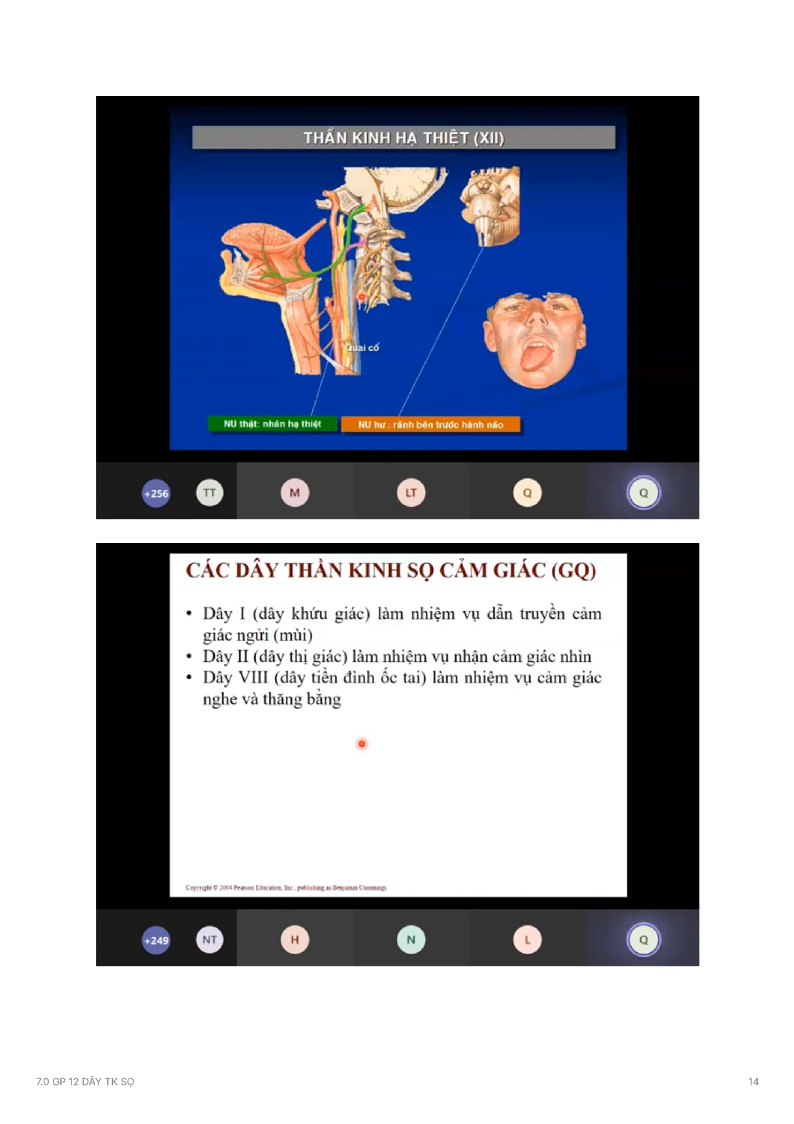 THẦN KINH HẠ THIỆT (XII)
Quai cổ
NU thật: nhân hạ thiệt
NU hư : rãnh bên trước hành não
+256
TT
M
LT
Q
Q
CÁC DÂY THẦN KINH SỌ CẢM GIÁC (GQ)
• Dây I (dây khứu giác) làm nhiệm vụ dẫn truyền cảm
giác ngửi (mùi)
• Dây II (dây thị giác) làm nhiệm vụ nhận cảm giác nhìn
• Dây VIII (dây tiền đình ốc tai) làm nhiệm vụ cảm giác
nghe và thăng bằng
Copyright © 2004 Pearson Education, Inc., publishing as Benjamin Cummings
+249
NT
H
N
L
Q
7.0 GP 12 DÂY TK SỌ
14